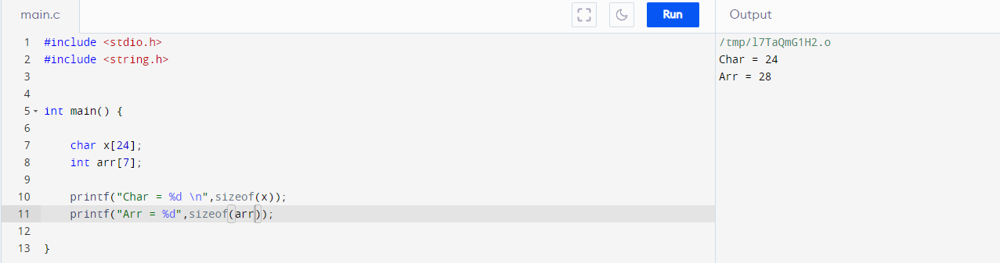 main.c
Run
Output
1 #include <stdio.h>
2 #include <string.h>
3
4
5 int main() {
6
7 char x[24];
8 int arr[7];
9
10 printf("Char = %d \n",sizeof(x));
11 printf("Arr = %d",sizeof(arr));
12
13 }
/tmp/l7TaQmG1H2.o
Char = 24
Arr = 28